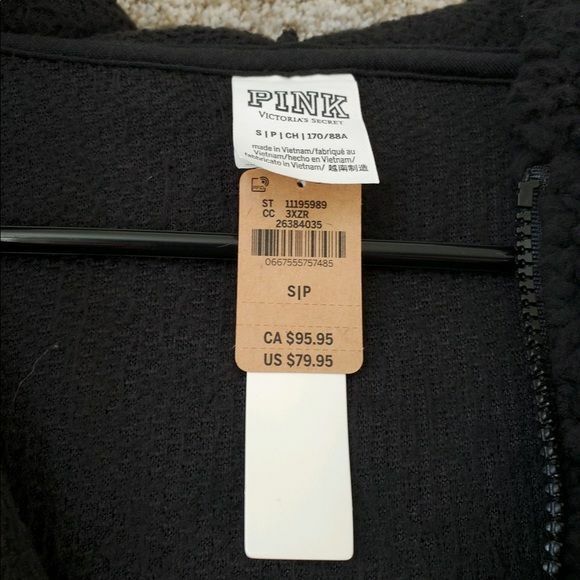 PINK
VICTORIA'S SECRET
S | P | CH | 170/88A
made in Vietnam/fabriqué au
Vietnam/hecho en Vietnam/
fabbricato in Vietnam/ 越南制造
ST 11195989
CC 3XZR
26384035
0667555757485
S|P
CA $95.95
US $79.95